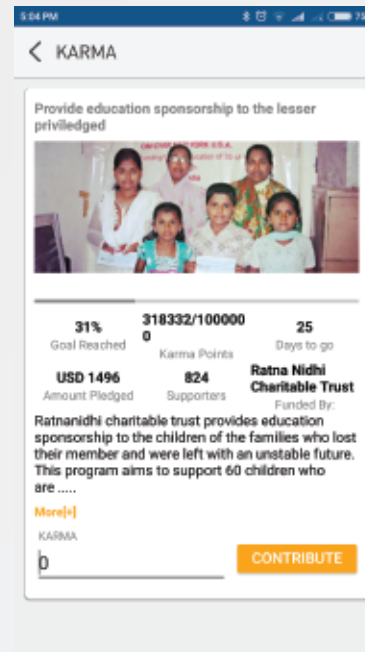 5:04 PM
KARMA
Provide education sponsorship to the lesser
priviledged
31%
Goal Reached
318332/100000
0
Karma Points
25
Days to go
USD 1496
Amount Pledged
824
Supporters
Ratna Nidhi
Charitable Trust
Funded By:
Ratnanidhi charitable trust provides education
sponsorship to the children of the families who lost
their member and were left with an unstable future.
This program aims to support 60 children who
are .....
More[+]
KARMA
0
CONTRIBUTE